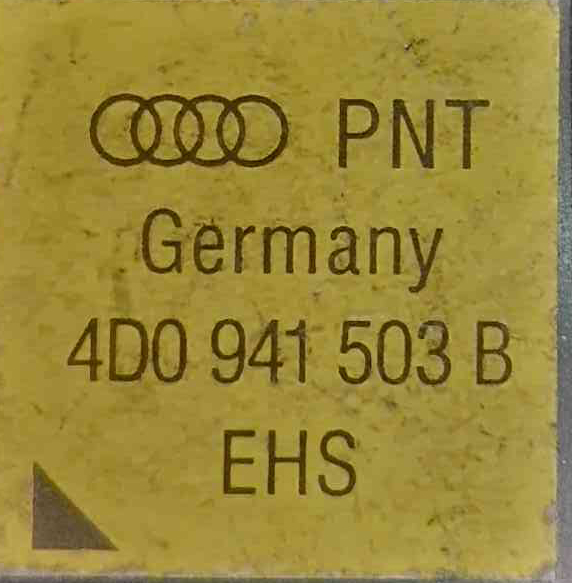 PNT
Germany
4D0 941 503 B
EHS